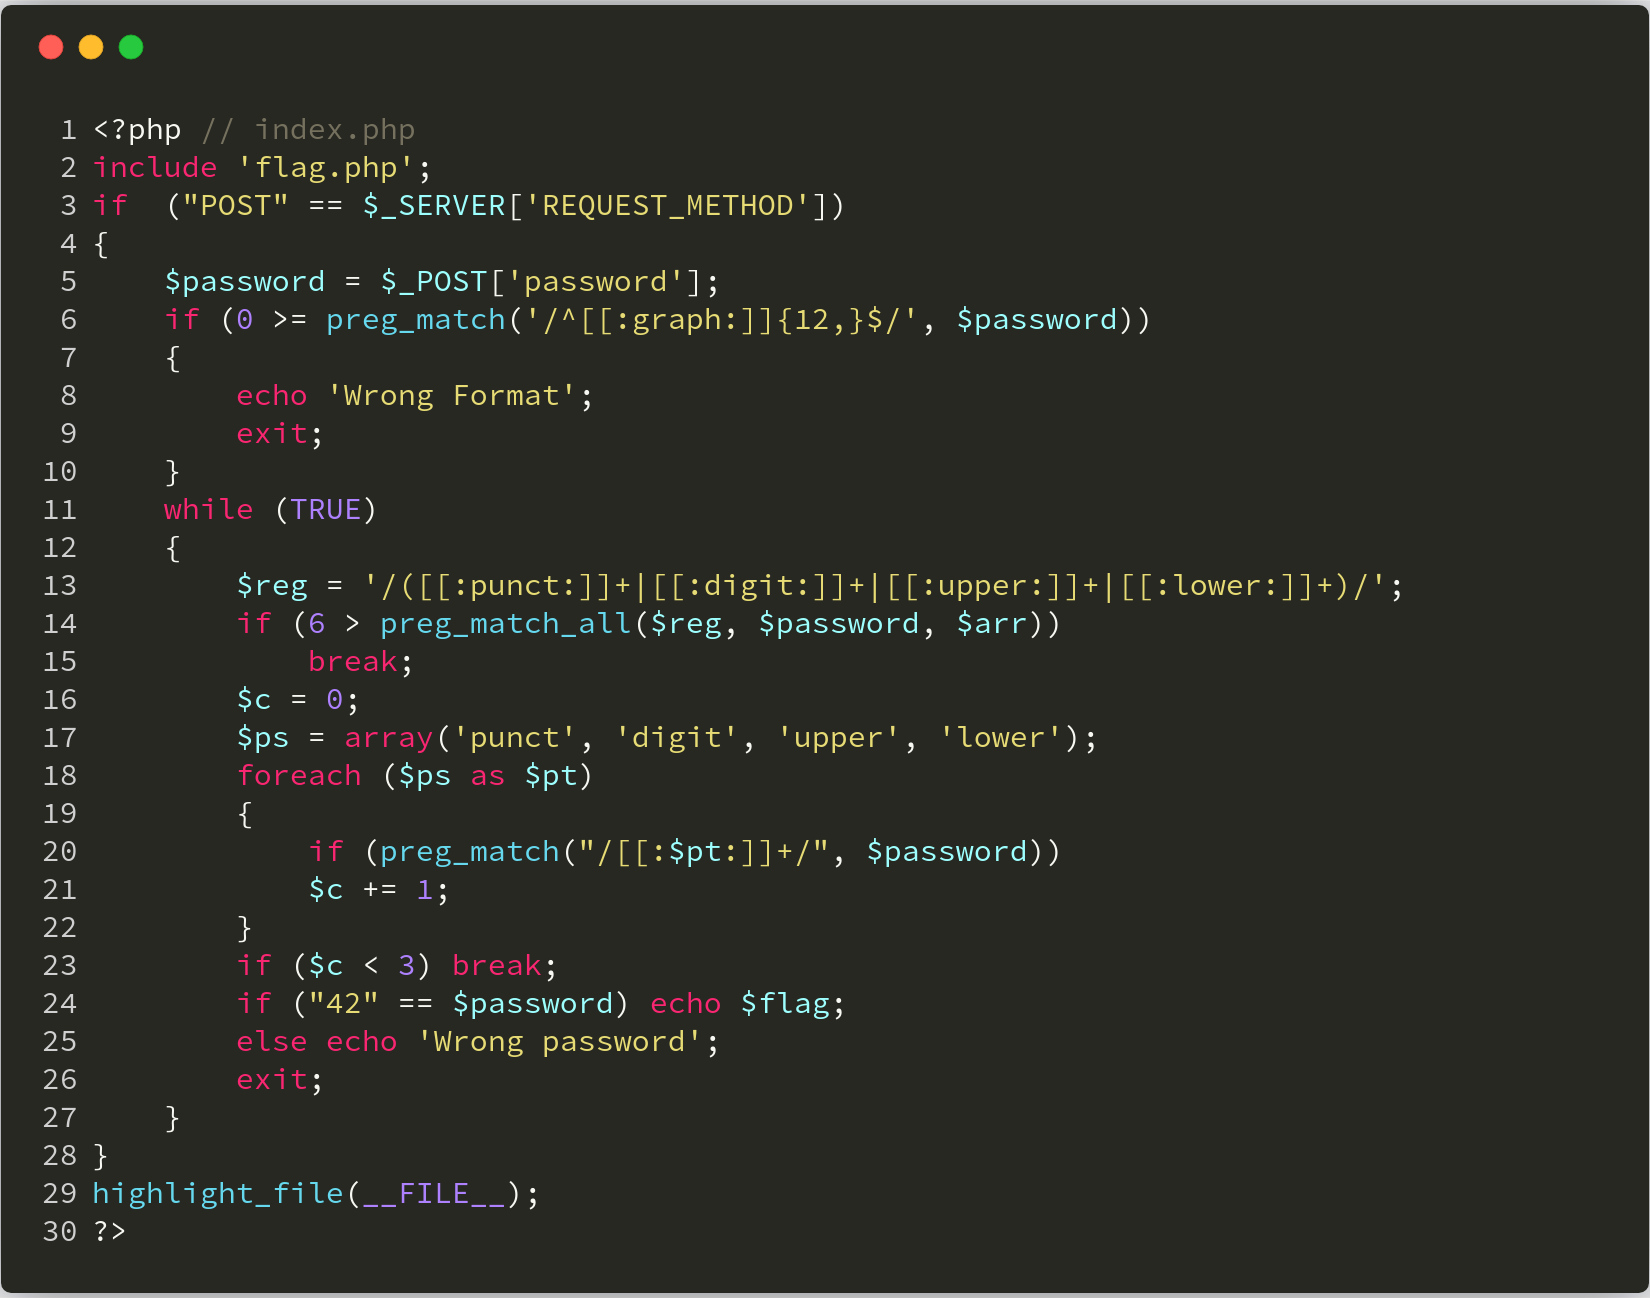 1 <?php // index.php
2 include 'flag.php';
3 if  ("POST" == $_SERVER['REQUEST_METHOD'])
4 {
5     $password = $_POST['password'];
6     if (0 >= preg_match('/^[[:graph:]]{12,}$/', $password))
7     {
8         echo 'Wrong Format';
9         exit;
10     }
11     while (TRUE)
12     {
13         $reg = '/([[:punct:]]+|[[:digit:]]+|[[:upper:]]+|[[:lower:]]+)/';
14         if (6 > preg_match_all($reg, $password, $arr))
15             break;
16         $c = 0;
17         $ps = array('punct', 'digit', 'upper', 'lower');
18         foreach ($ps as $pt)
19         {
20             if (preg_match("/[[:$pt:]]+/", $password))
21             $c += 1;
22         }
23         if ($c < 3) break;
24         if ("42" == $password) echo $flag;
25         else echo 'Wrong password';
26         exit;
27     }
28 }
29 highlight_file(__FILE__);
30 ?>